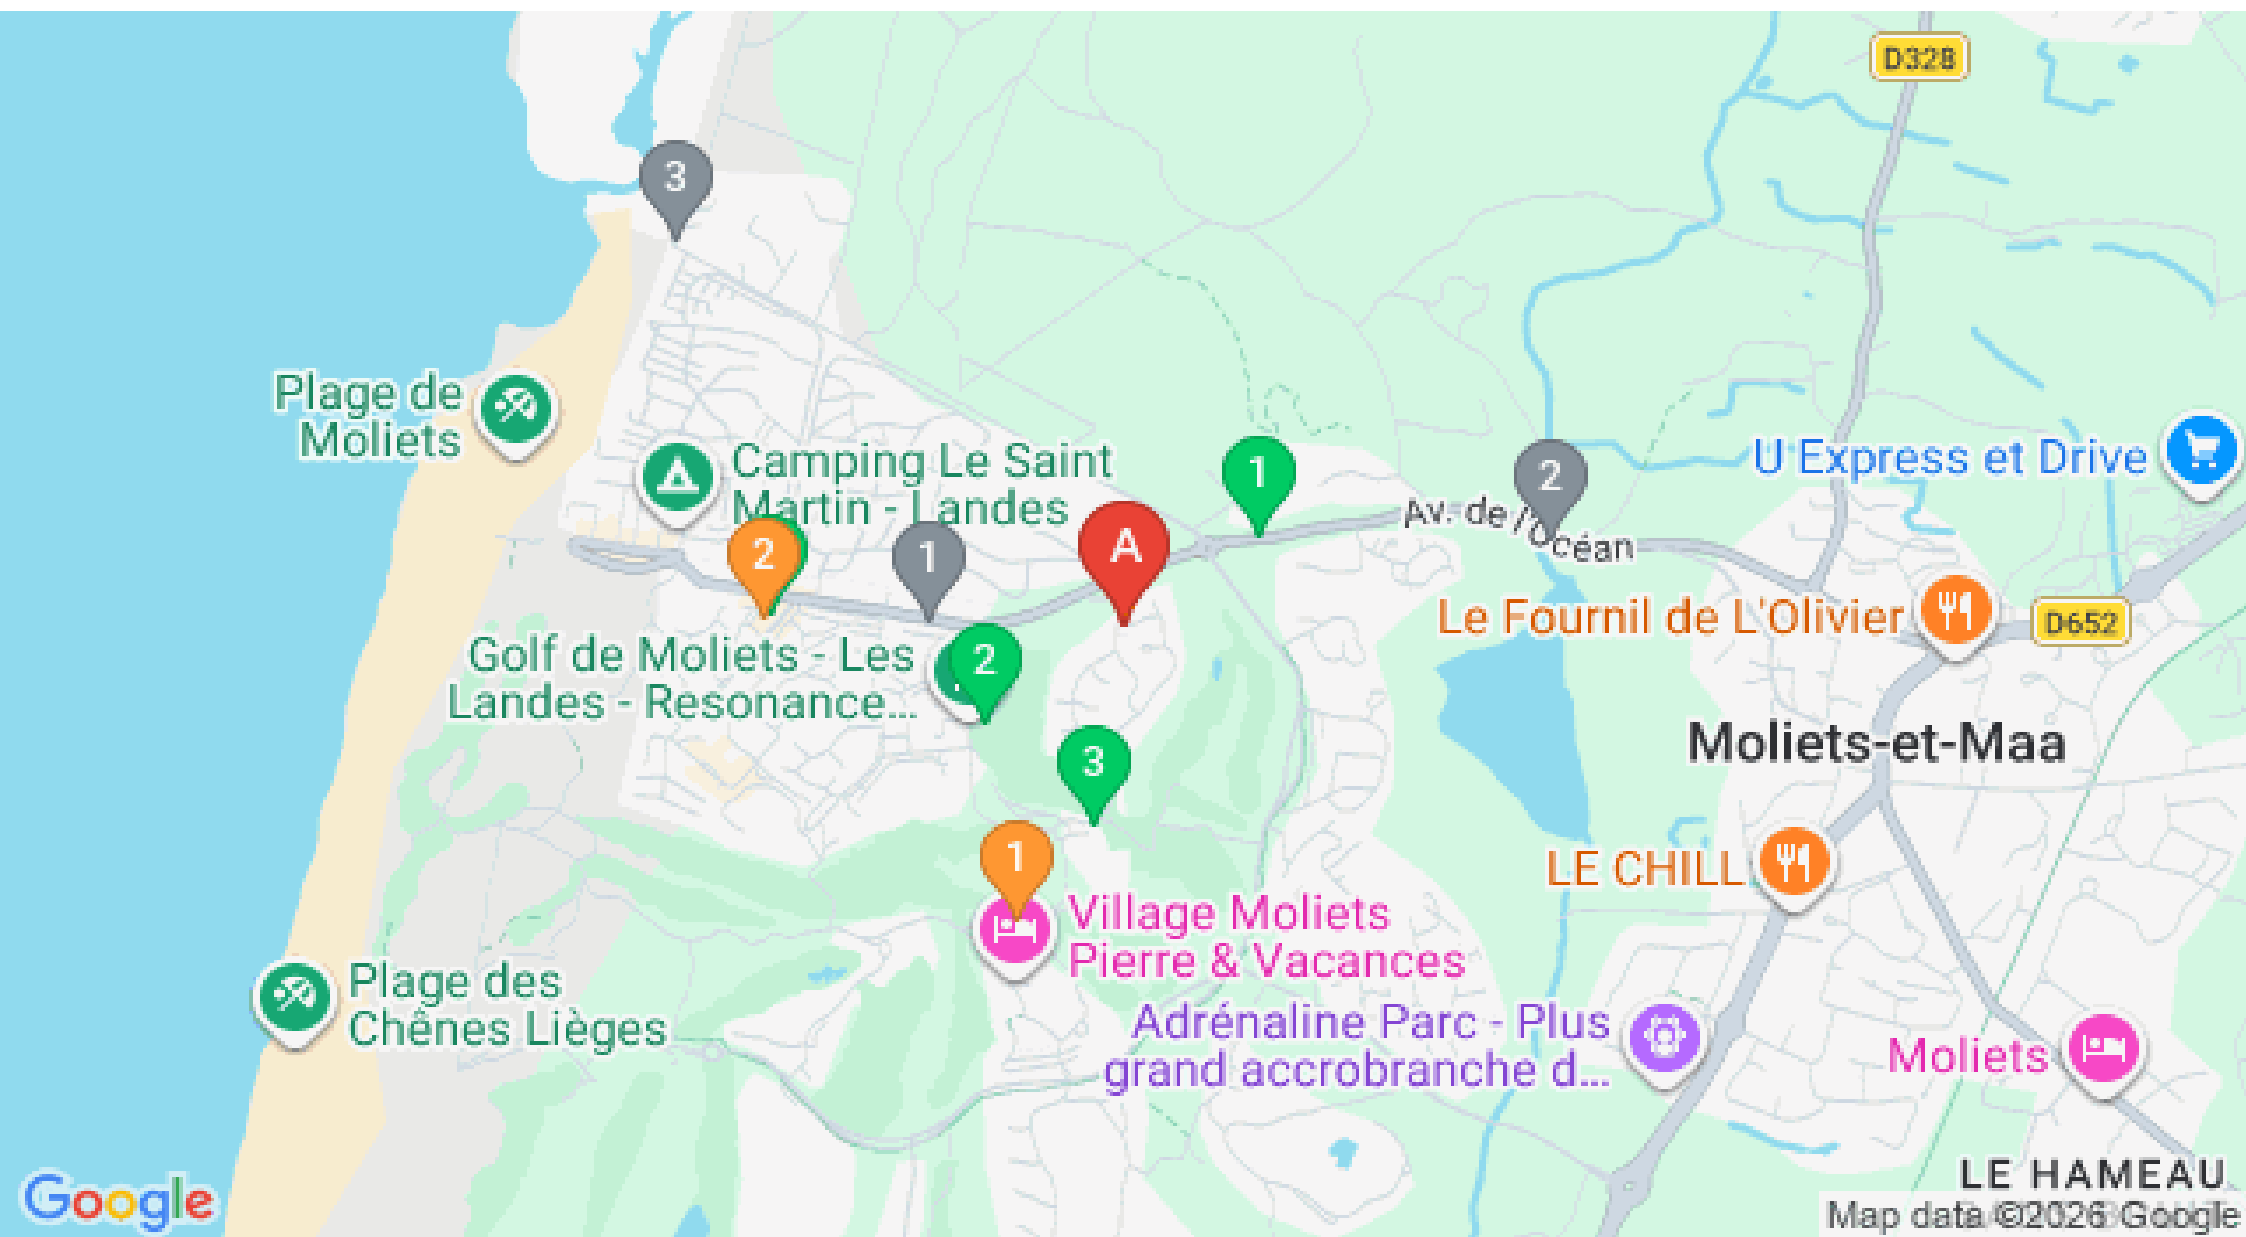 D328
3
Plage de
Moliets
Camping Le Saint
Martin - Landes
1
2
U Express et Drive
Av. de l'Océan
2
1
A
Le Fournil de L'Olivier
D652
Golf de Moliets - Les
Landes - Resonance...
2
Moliets-et-Maa
3
1
LE CHILL
Village Moliets
Pierre & Vacances
Plage des
Chênes Lièges
Adrénaline Parc - Plus
grand accrobranche d...
Moliets
LE HAMEAU
Google
Map data ©2026 Google